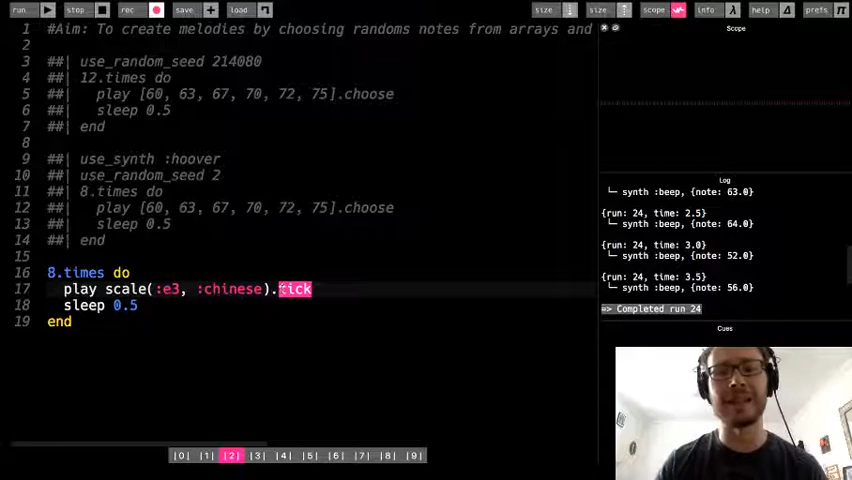 run stop rec save load size size scope info help prefs
Scope
1 #Aim: To create melodies by choosing randoms notes from arrays and
2
3 ##| use_random_seed 214080
4 ##| 12.times do
5 ##|   play [60, 63, 67, 70, 72, 75].choose
6 ##|   sleep 0.5
7 ##| end
8
9 ##| use_synth :hoover
10 ##| use_random_seed 2
11 ##| 8.times do
12 ##|   play [60, 63, 67, 70, 72, 75].choose
13 ##|   sleep 0.5
14 ##| end
15
16 8.times do
17   play scale(:e3, :chinese).tick
18   sleep 0.5
19 end
Log
└─ synth :beep, {note: 63.0}
{run: 24, time: 2.5}
└─ synth :beep, {note: 64.0}
{run: 24, time: 3.0}
└─ synth :beep, {note: 52.0}
{run: 24, time: 3.5}
└─ synth :beep, {note: 56.0}
=> Completed run 24
Cues
|0| |1| |2| |3| |4| |5| |6| |7| |8| |9|